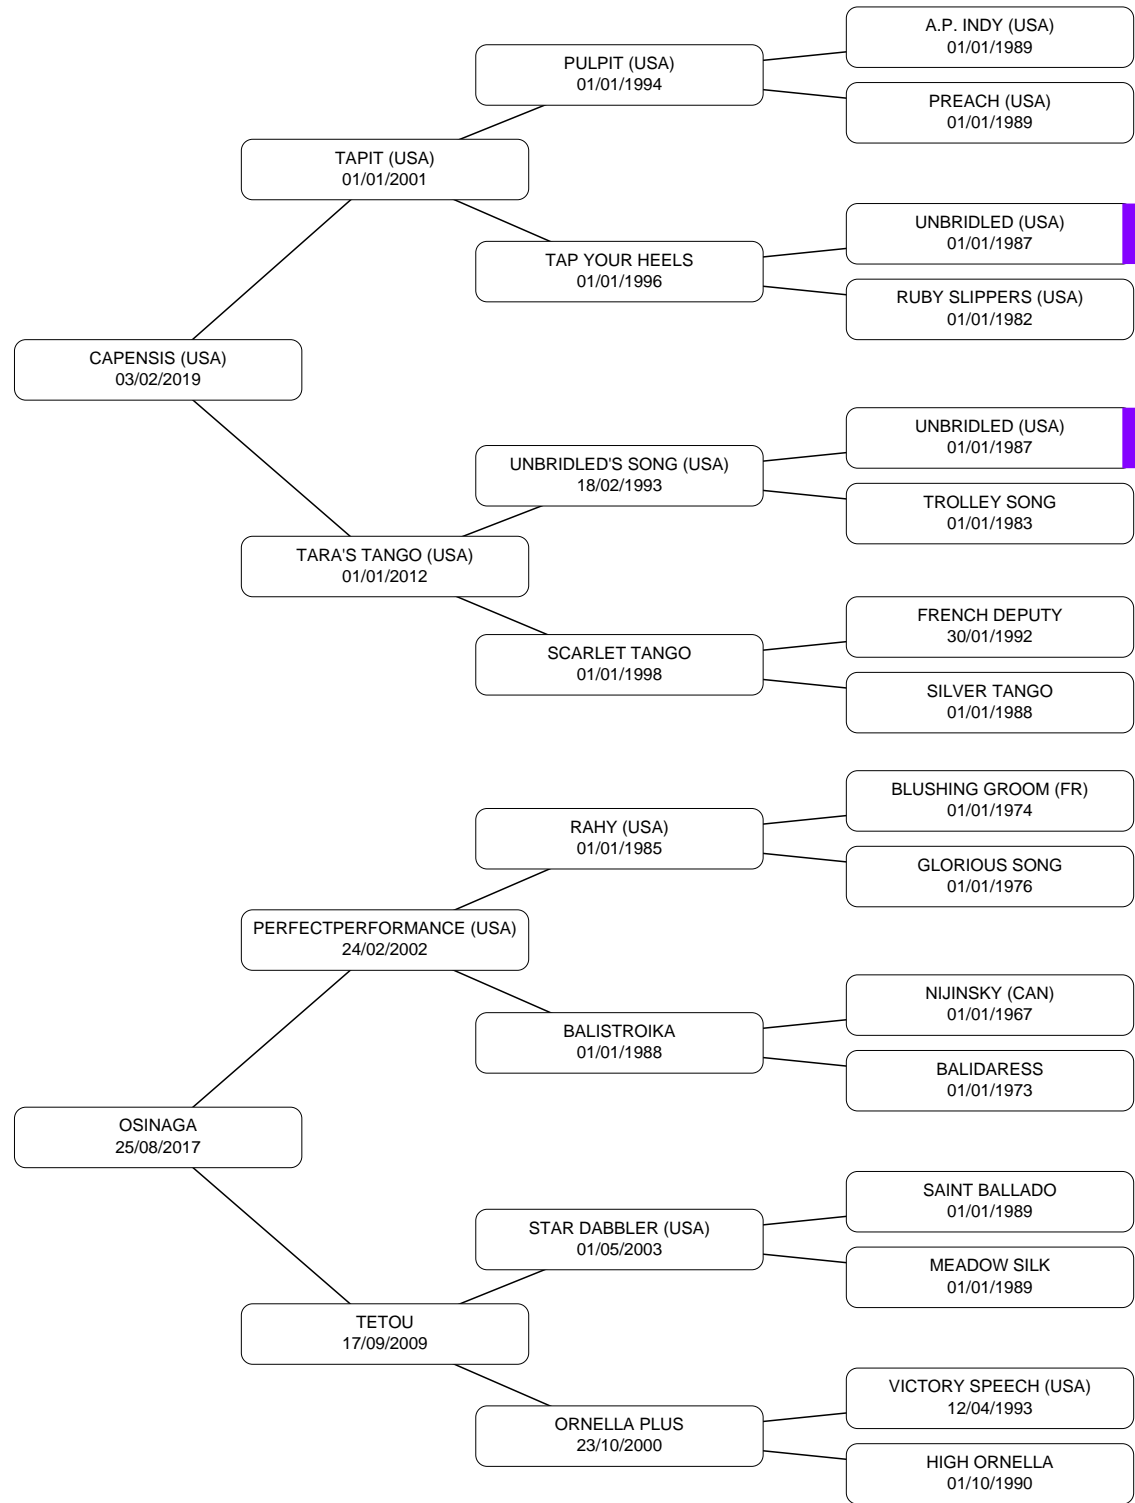 A.P. INDY (USA)
01/01/1989
PULPIT (USA)
01/01/1994
PREACH (USA)
01/01/1989
TAPIT (USA)
01/01/2001
UNBRIDLED (USA)
01/01/1987
TAP YOUR HEELS
01/01/1996
RUBY SLIPPERS (USA)
01/01/1982
CAPENSIS (USA)
03/02/2019
UNBRIDLED (USA)
01/01/1987
UNBRIDLED'S SONG (USA)
18/02/1993
TROLLEY SONG
01/01/1983
TARA'S TANGO (USA)
01/01/2012
FRENCH DEPUTY
30/01/1992
SCARLET TANGO
01/01/1998
SILVER TANGO
01/01/1988
BLUSHING GROOM (FR)
01/01/1974
RAHY (USA)
01/01/1985
GLORIOUS SONG
01/01/1976
PERFECTPERFORMANCE (USA)
24/02/2002
NIJINSKY (CAN)
01/01/1967
BALISTROIKA
01/01/1988
BALIDARESS
01/01/1973
OSINAGA
25/08/2017
SAINT BALLADO
01/01/1989
STAR DABBLER (USA)
01/05/2003
MEADOW SILK
01/01/1989
TETOU
17/09/2009
VICTORY SPEECH (USA)
12/04/1993
ORNELLA PLUS
23/10/2000
HIGH ORNELLA
01/10/1990